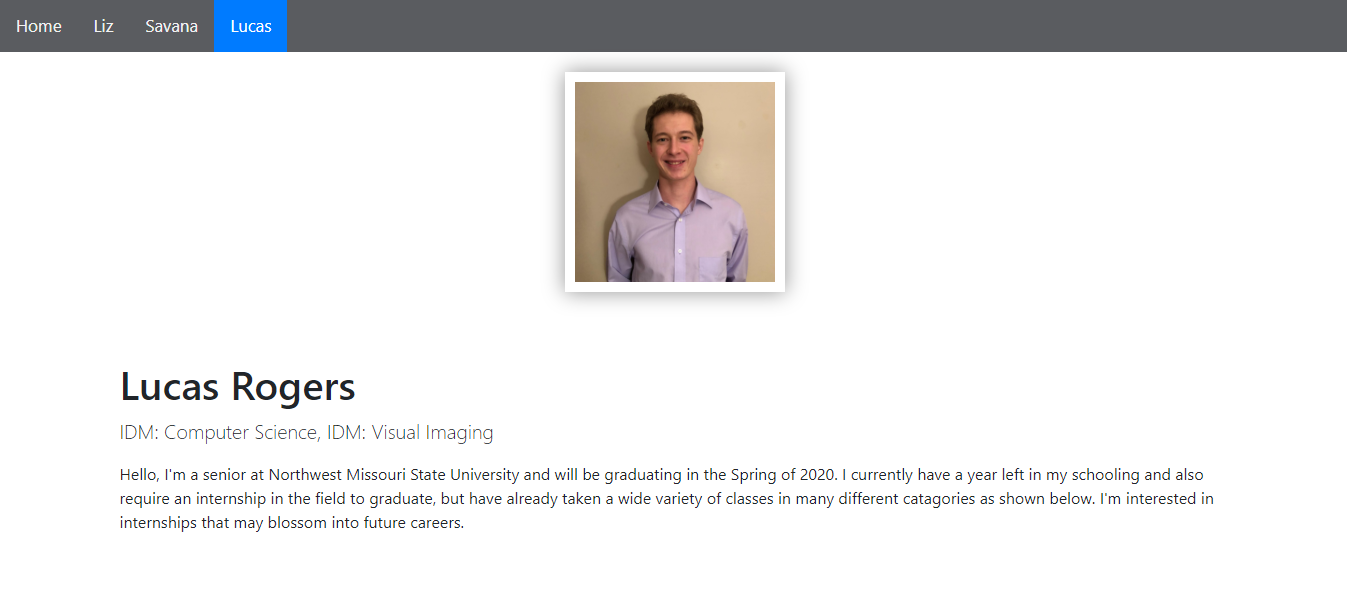 Home Liz Savana Lucas
Lucas Rogers
IDM: Computer Science, IDM: Visual Imaging
Hello, I'm a senior at Northwest Missouri State University and will be graduating in the Spring of 2020. I currently have a year left in my schooling and also
require an internship in the field to graduate, but have already taken a wide variety of classes in many different catagories as shown below. I'm interested in
internships that may blossom into future careers.